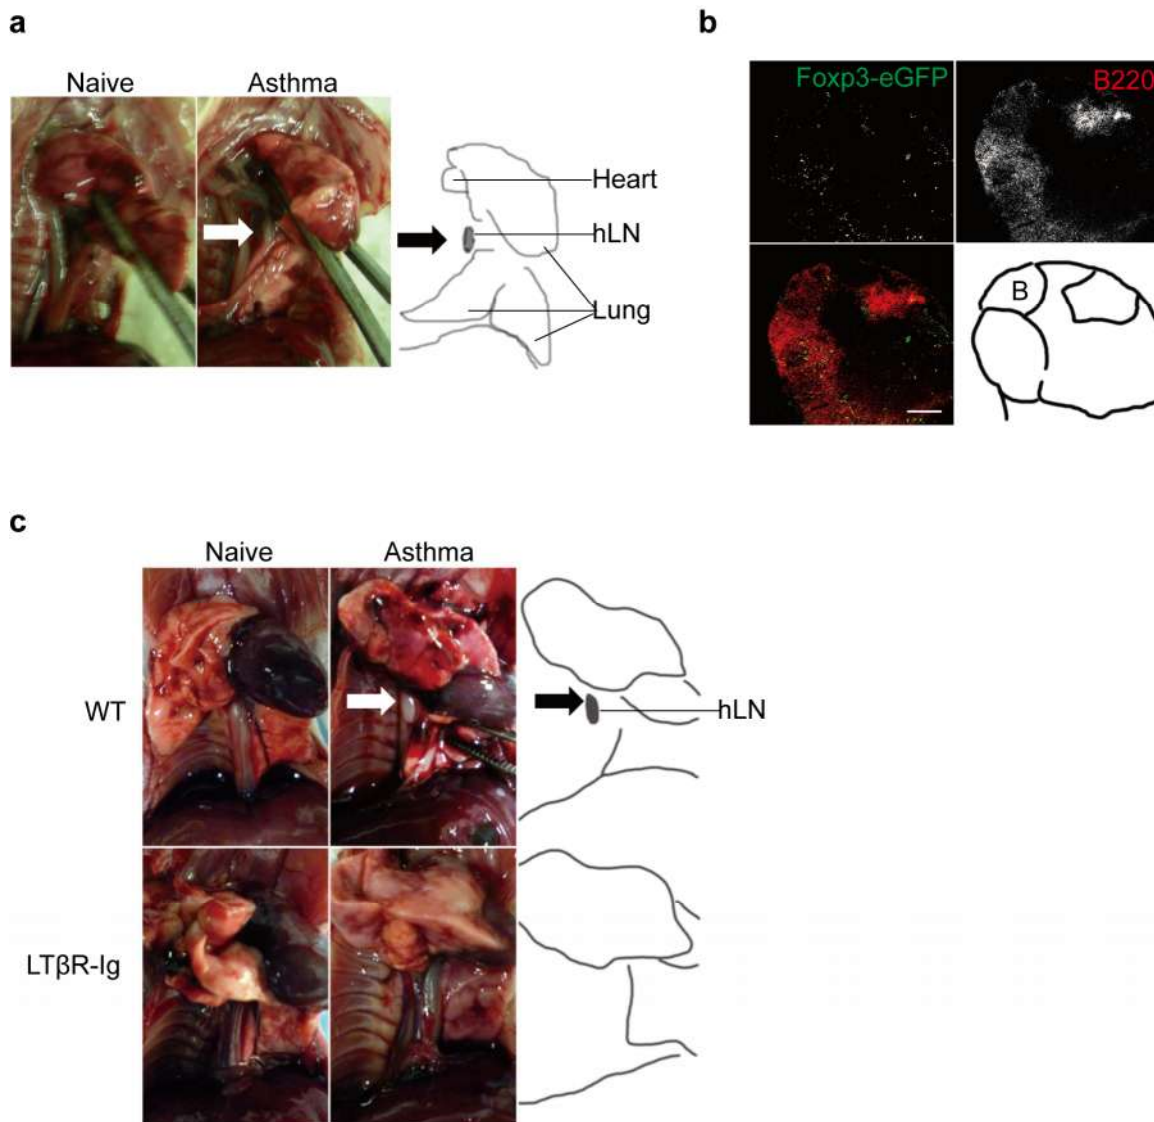 a
Naive Asthma
Heart
hLN
Lung
b
Foxp3-eGFP B220
B
c
Naive Asthma
WT
hLN
LTβR-Ig